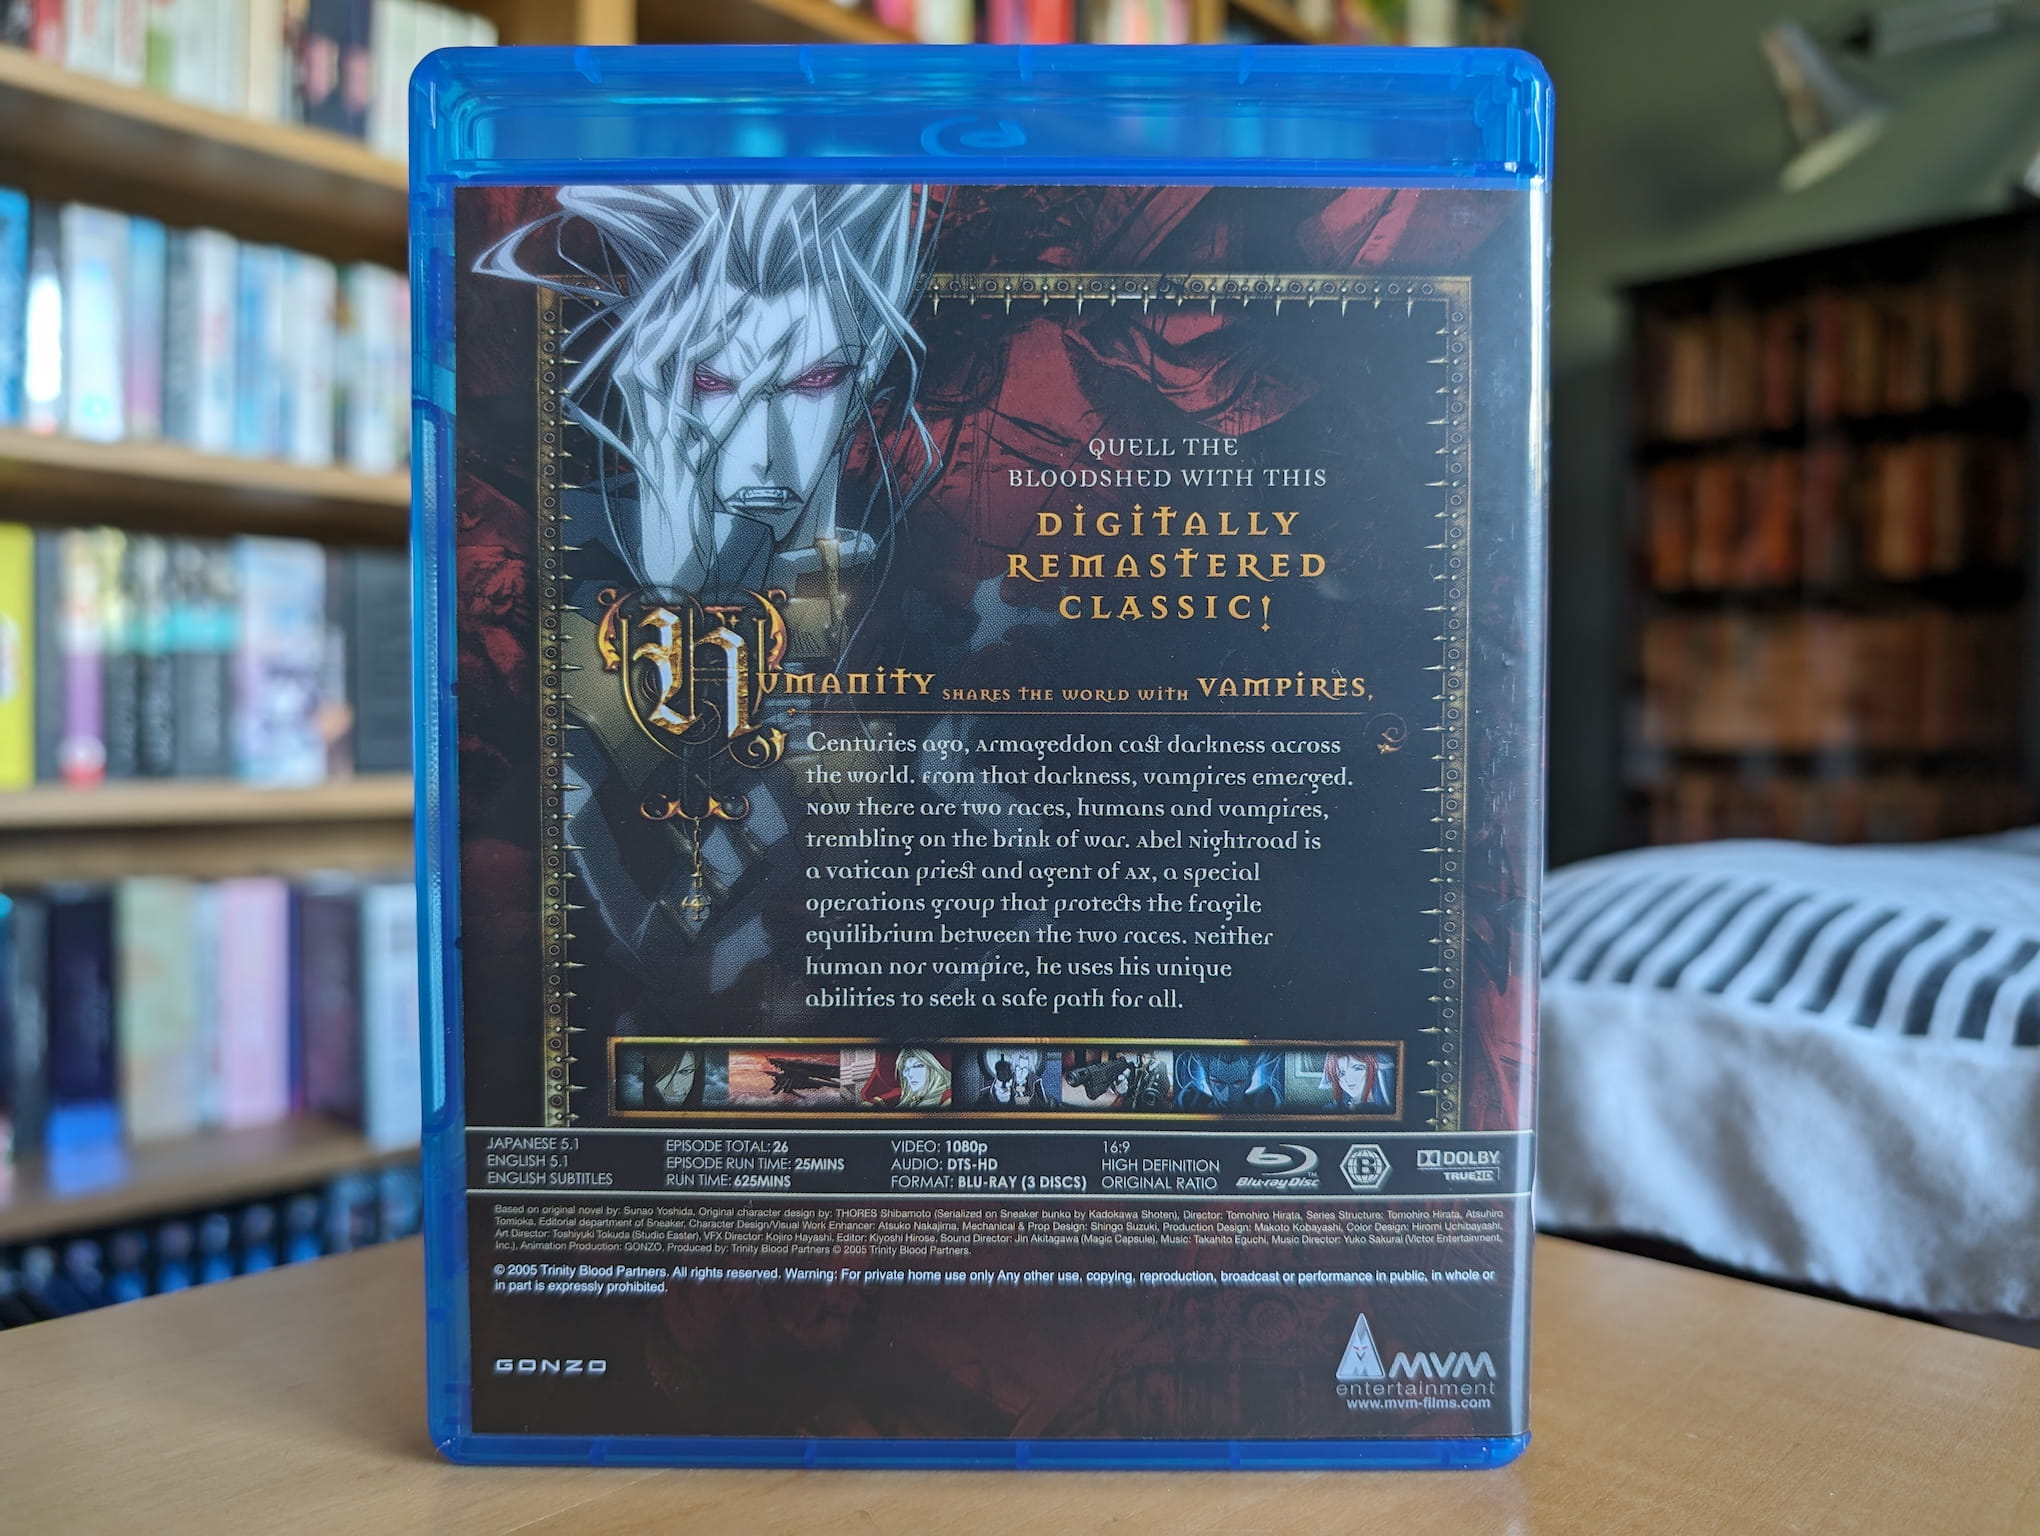 QUELL THE
BLOODSHED WITH THIS
DIGITALLY
REMASTERED
CLASSIC!
HUMANITY SHARES THE WORLD WITH VAMPIRES.
Centuries ago, Armageddon cast darkness across
the world. From that darkness, vampires emerged.
Now there are two races, humans and vampires,
trembling on the brink of war. Abel Nightroad is
a Vatican priest and agent of AX, a special
operations group that protects the fragile
equilibrium between the two races. Neither
human nor vampire, he uses his unique
abilities to seek a safe path for all.
JAPANESE 5.1
ENGLISH 5.1
ENGLISH SUBTITLES
EPISODE TOTAL: 26
EPISODE RUN TIME: 25MINS
RUN TIME: 625MINS
VIDEO: 1080p
AUDIO: DTS-HD
FORMAT: BLU-RAY (3 DISCS)
16:9
HIGH DEFINITION
ORIGINAL RATIO
Blu-ray Disc
TM
B
DOLBY
TRUEHD
Based on original novel by: Sunao Yoshida, Original character design by: THORES Shibamoto (Serialized on Sneaker bunko by Kadokawa Shoten), Director: Tomohiro Hirata, Series Structure: Tomohiro Hirata, Atsuhiro
Tomioka, Editorial department of Sneaker, Character Design/Visual Work Enhancer: Atsuko Nakajima, Mechanical & Prop Design: Shingo Suzuki, Production Design: Makoto Kobayashi, Color Design: Hiromi Uchibayashi,
Art Director: Toshiyuki Tokuda (Studio Easter), VFX Director: Kojiro Hayashi, Editor: Kiyoshi Hirose, Sound Director: Jin Akitagawa (Magic Capsule), Music: Takahito Eguchi, Music Director: Yuko Sakurai (Victor Entertainment,
Inc.), Animation Production: GONZO, Produced by: Trinity Blood Partners © 2005 Trinity Blood Partners.
© 2005 Trinity Blood Partners. All rights reserved. Warning: For private home use only Any other use, copying, reproduction, broadcast or performance in public, in whole or
in part is expressly prohibited.
GONZO
MVM
entertainment
www.mvm-films.com